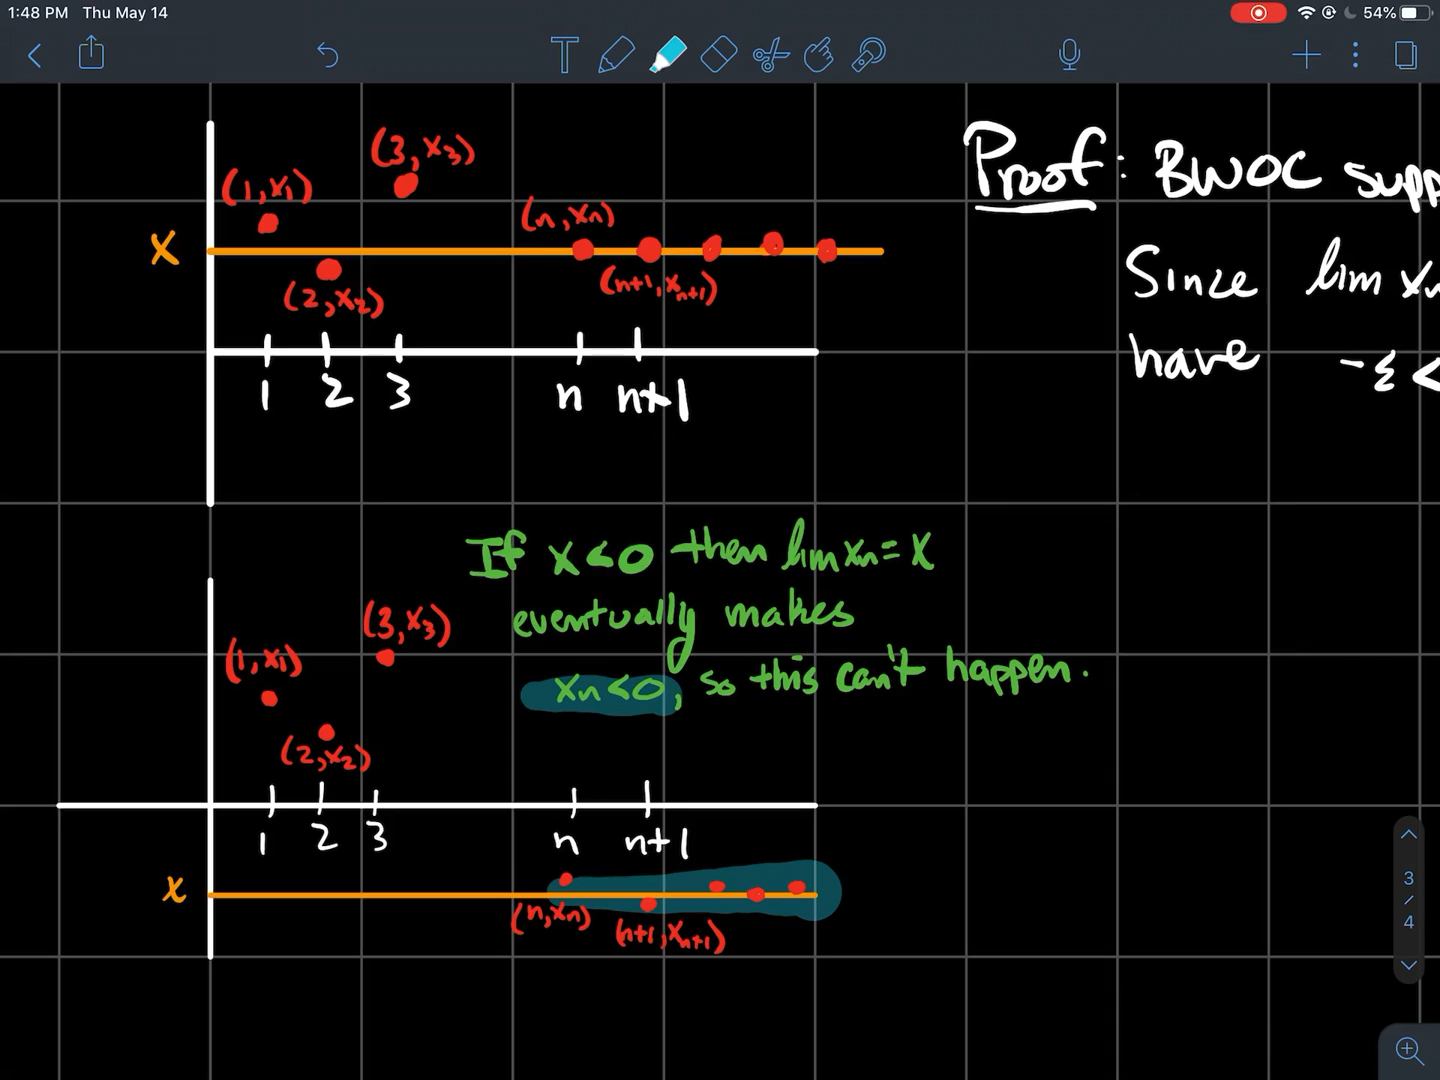 1:48 PM Thu May 14
54%
(3, x₃)
(1, x₁)
(n, xₙ)
X
(2, x₂)
(n+1, xₙ₊₁)
1 2 3 n n+1
Proof: BWOC supp
Since lim xₙ
have -ε <
If x < 0 then lim xₙ = x
eventually makes
xₙ < 0, so this can't happen.
(3, x₃)
(1, x₁)
(2, x₂)
1 2 3 n n+1
x
(n, xₙ)
(n+1, xₙ₊₁)
3
/
4